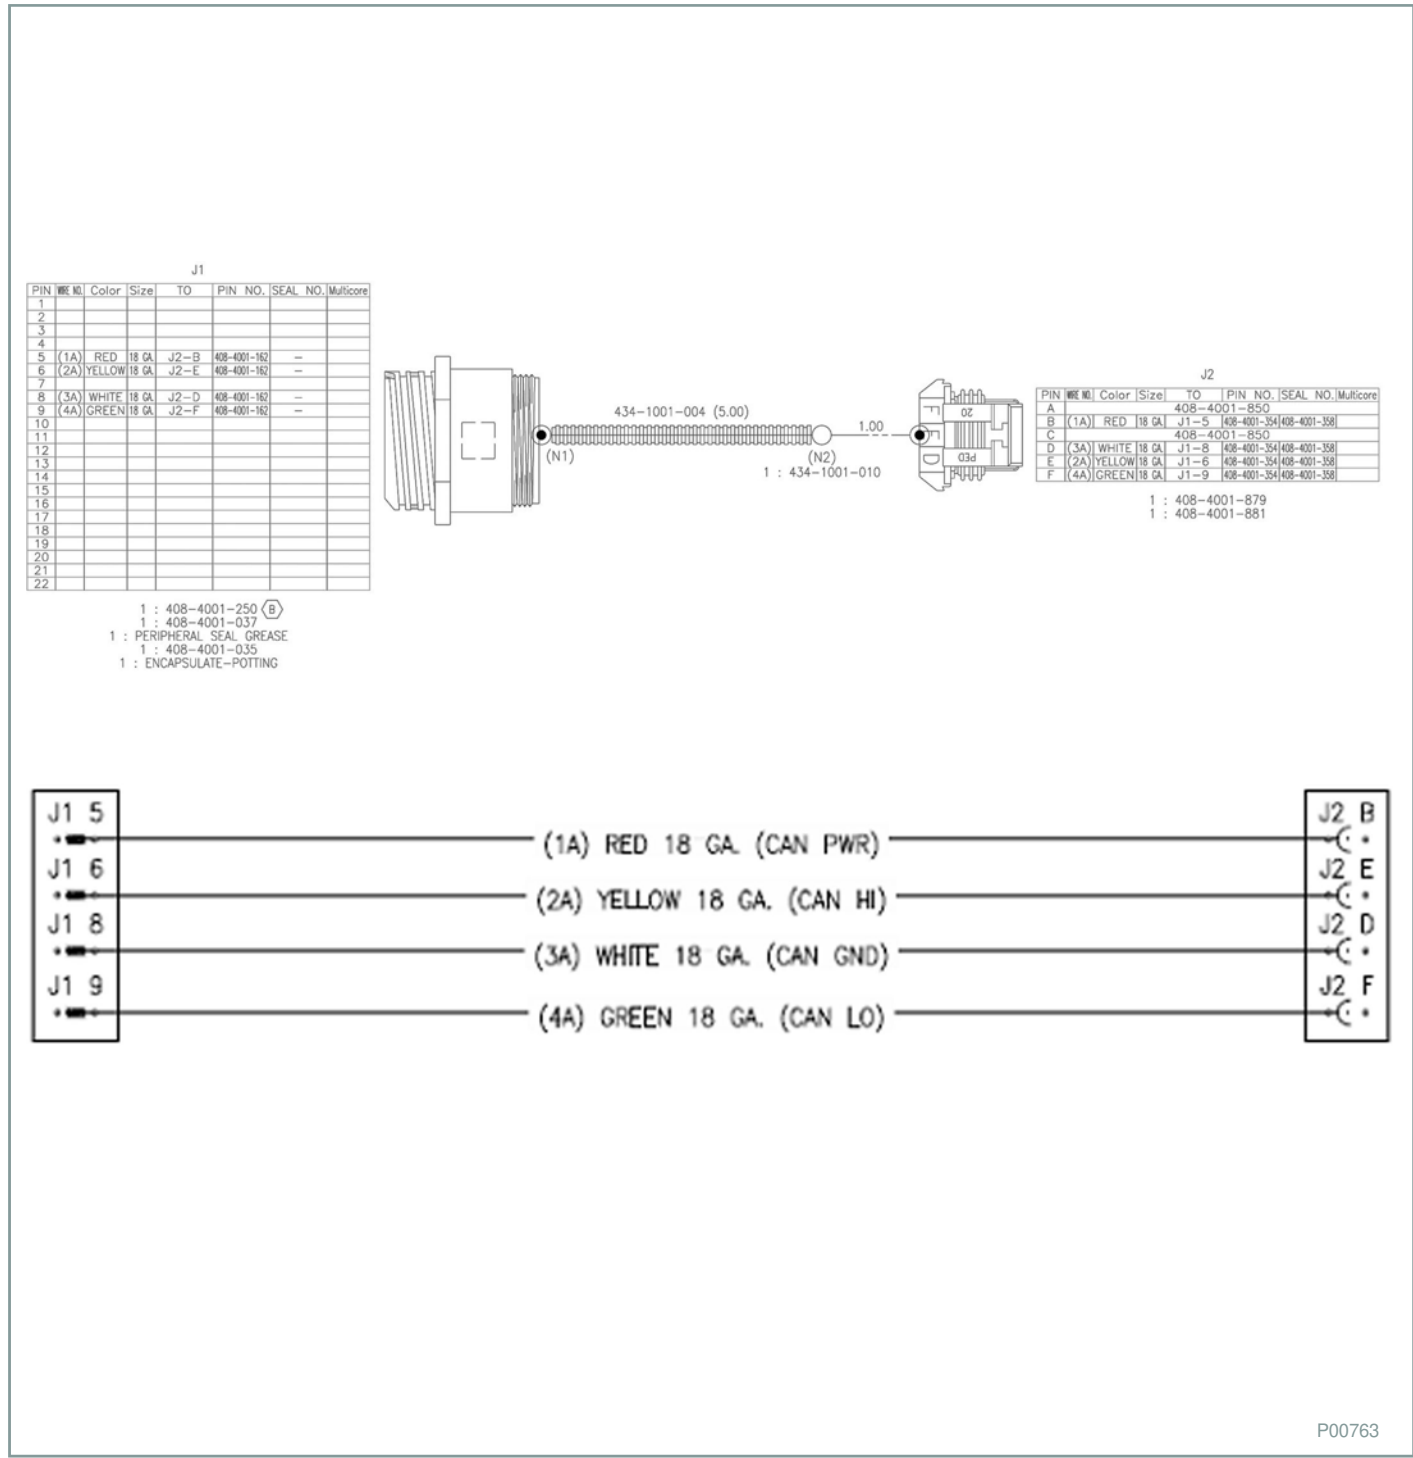 J1
PIN WIRE NO. Color Size TO PIN NO. SEAL NO. Multicore
1
2
3
4
5 (1A) RED 18 GA. J2-B 408-4001-162 –
6 (2A) YELLOW 18 GA. J2-E 408-4001-162 –
7
8 (3A) WHITE 18 GA. J2-D 408-4001-162 –
9 (4A) GREEN 18 GA. J2-F 408-4001-162 –
10
11
12
13
14
15
16
17
18
19
20
21
22
1 : 408-4001-250 B
1 : 408-4001-037
1 : PERIPHERAL SEAL GREASE
1 : 408-4001-035
1 : ENCAPSULATE-POTTING
434-1001-004 (5.00)
(N1)
(N2)
1 : 434-1001-010
1.00
F
20
E
D
PED
J2
PIN WIRE NO. Color Size TO PIN NO. SEAL NO. Multicore
A 408-4001-850
B (1A) RED 18 GA. J1-5 408-4001-354 408-4001-358
C 408-4001-850
D (3A) WHITE 18 GA. J1-8 408-4001-354 408-4001-358
E (2A) YELLOW 18 GA. J1-6 408-4001-354 408-4001-358
F (4A) GREEN 18 GA. J1-9 408-4001-354 408-4001-358
1 : 408-4001-879
1 : 408-4001-881
J1 5 (1A) RED 18 GA. (CAN PWR) J2 B
J1 6 (2A) YELLOW 18 GA. (CAN HI) J2 E
J1 8 (3A) WHITE 18 GA. (CAN GND) J2 D
J1 9 (4A) GREEN 18 GA. (CAN LO) J2 F
P00763